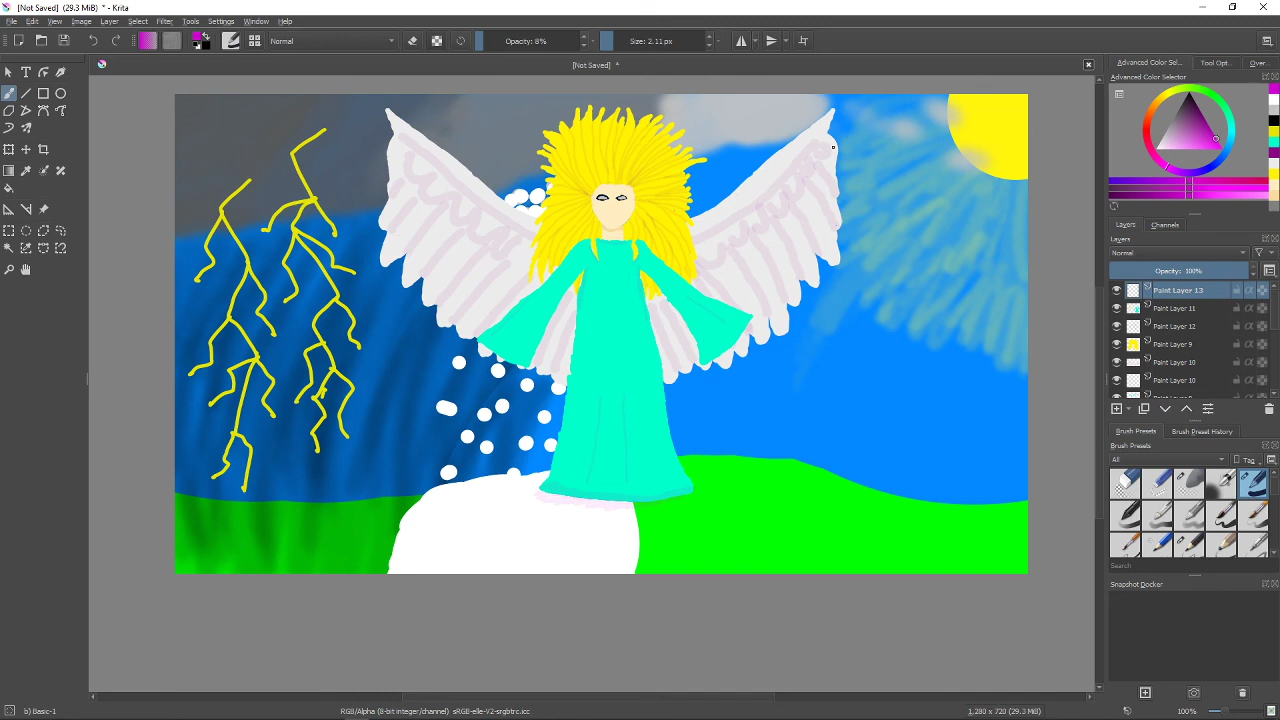 [Not Saved] (29.3 MiB) * - Krita
File Edit View Image Layer Select Filter Tools Settings Window Help
Normal Opacity: 8% Size: 2.11 px
[Not Saved] *
Advanced Color Sel... Tool Opt... Over...
Advanced Color Selector
Layers Channels
Layers
Normal
Opacity: 100%
Paint Layer 13
Paint Layer 11
Paint Layer 12
Paint Layer 9
Paint Layer 10
Paint Layer 10
Brush Presets Brush Preset History
Brush Presets
All Tag
Search
Snapshot Docker
b) Basic-1 RGB/Alpha (8-bit integer/channel) sRGB-elle-V2-srgbtrc.icc 1,280 x 720 (29.3 MiB) 100%